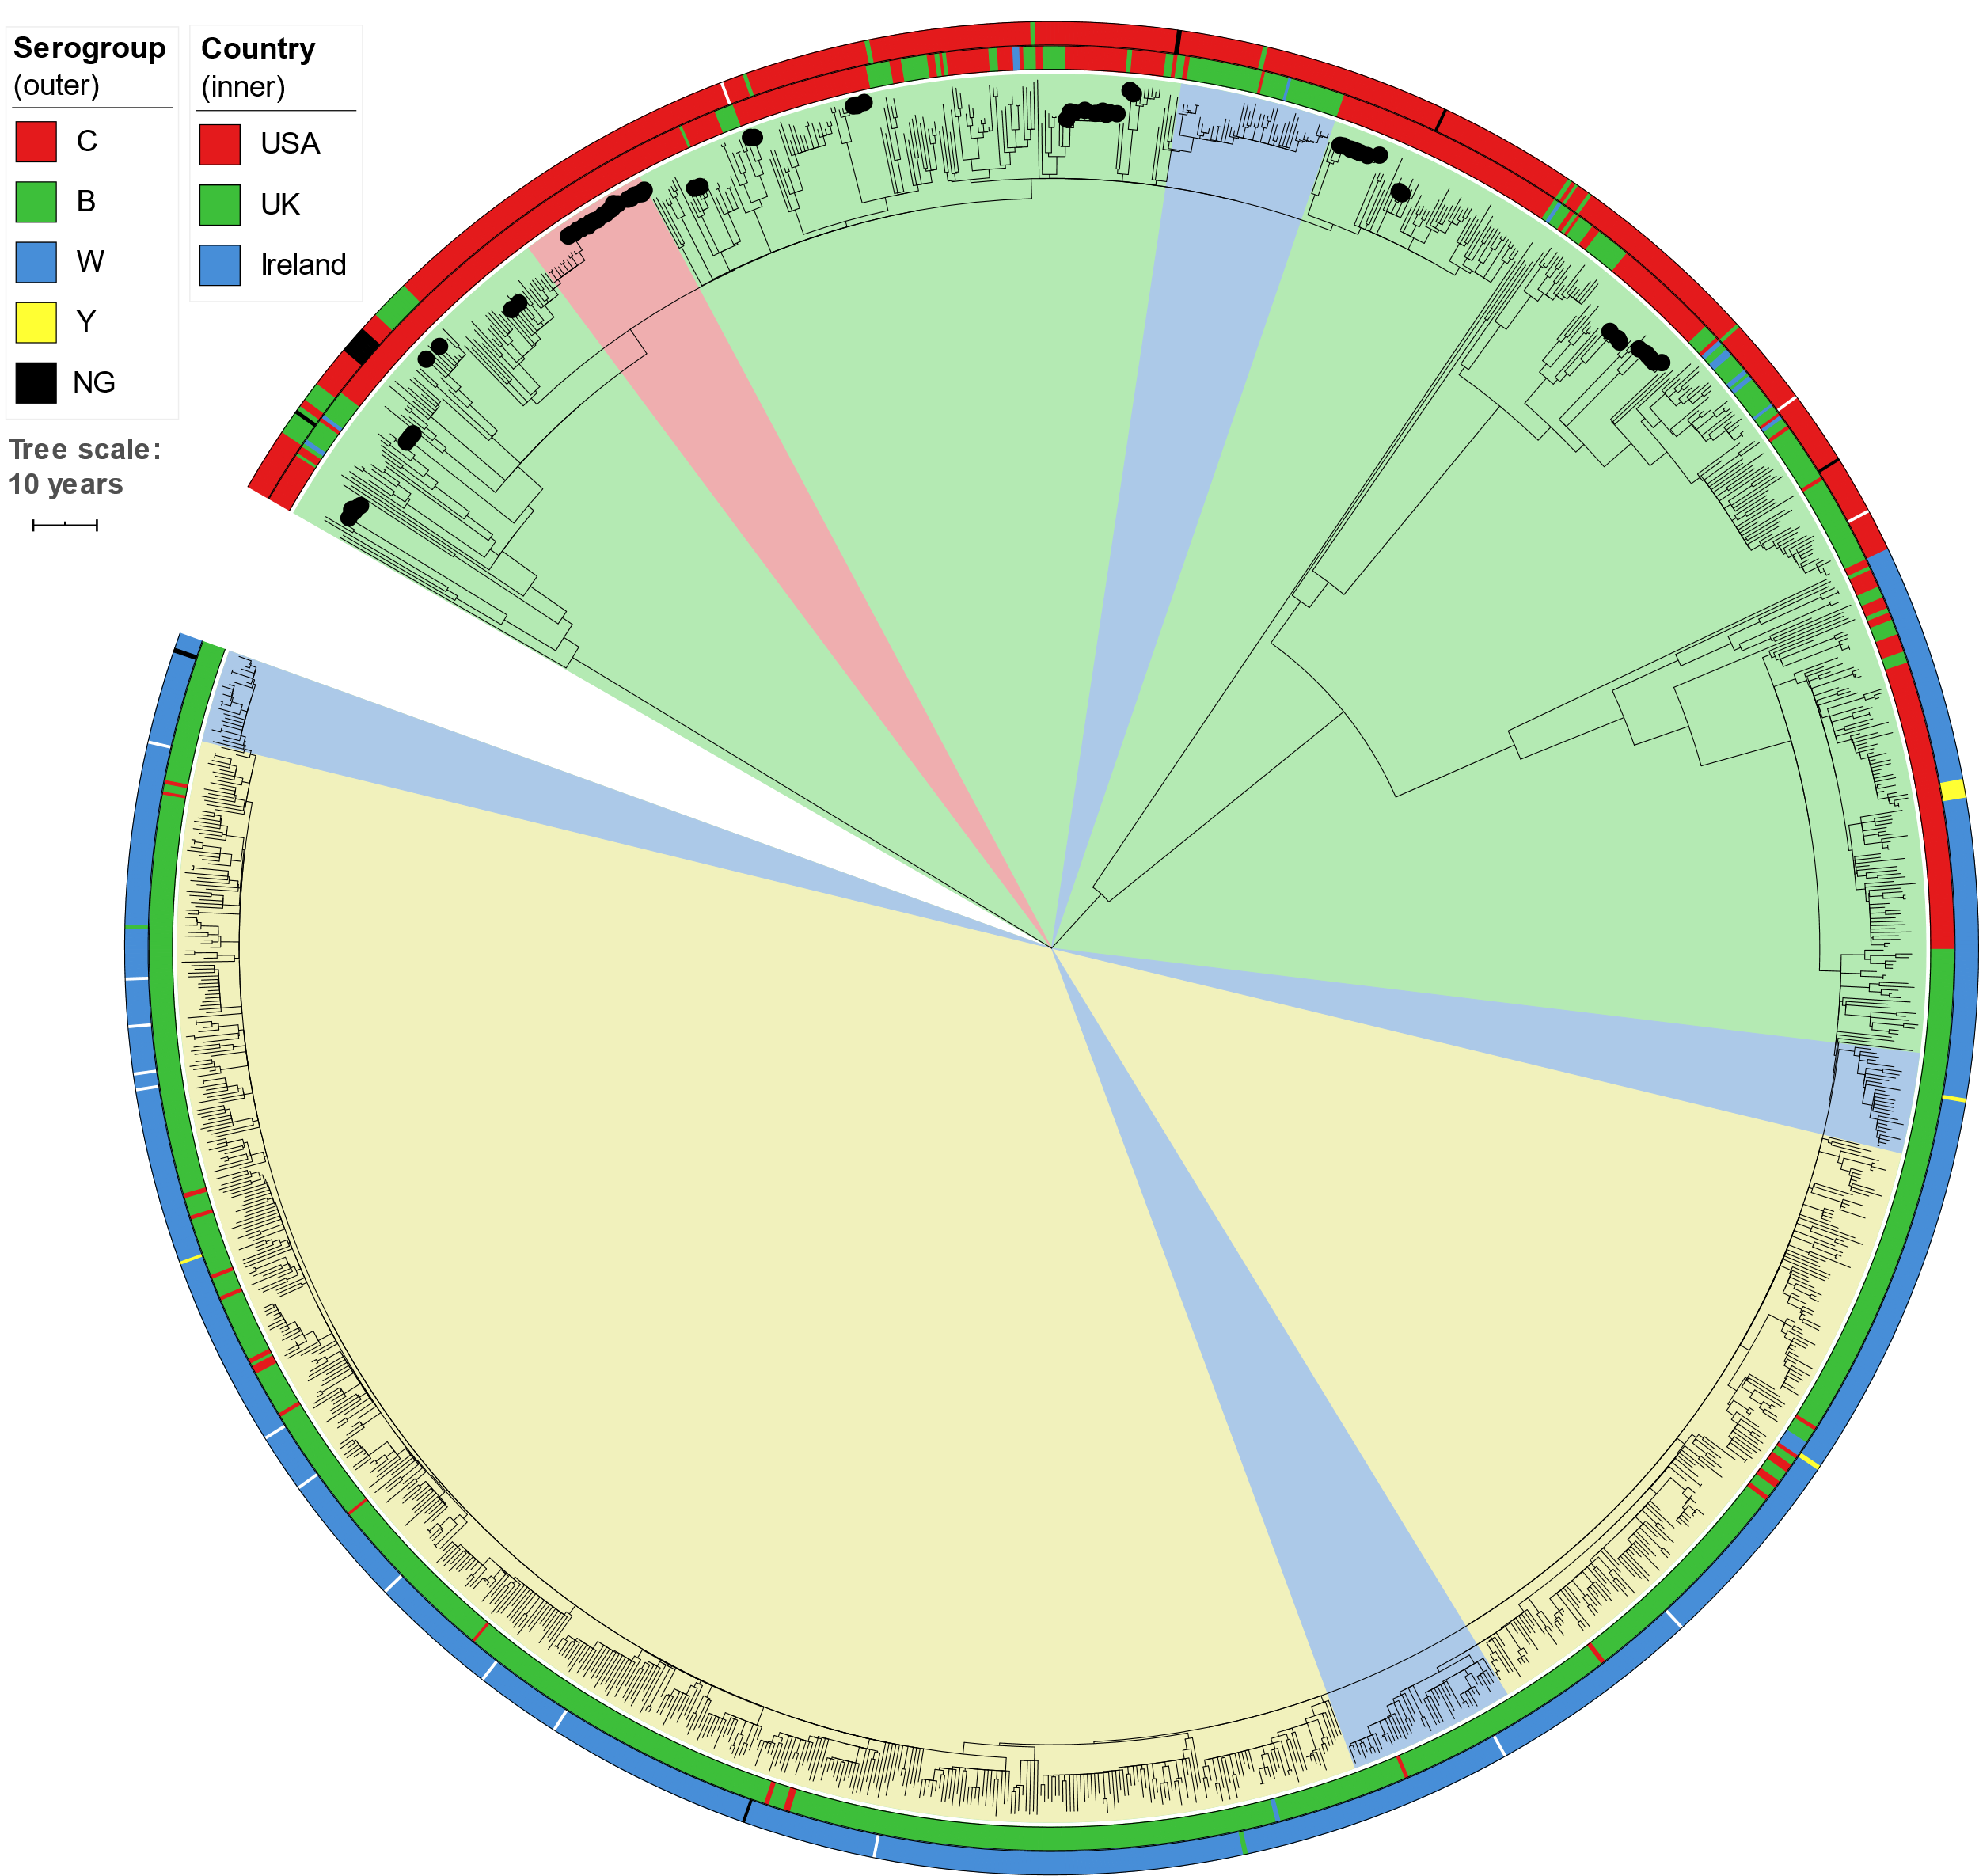 Serogroup
(outer)
C
B
W
Y
NG
Country
(inner)
USA
UK
Ireland
Tree scale:
10 years